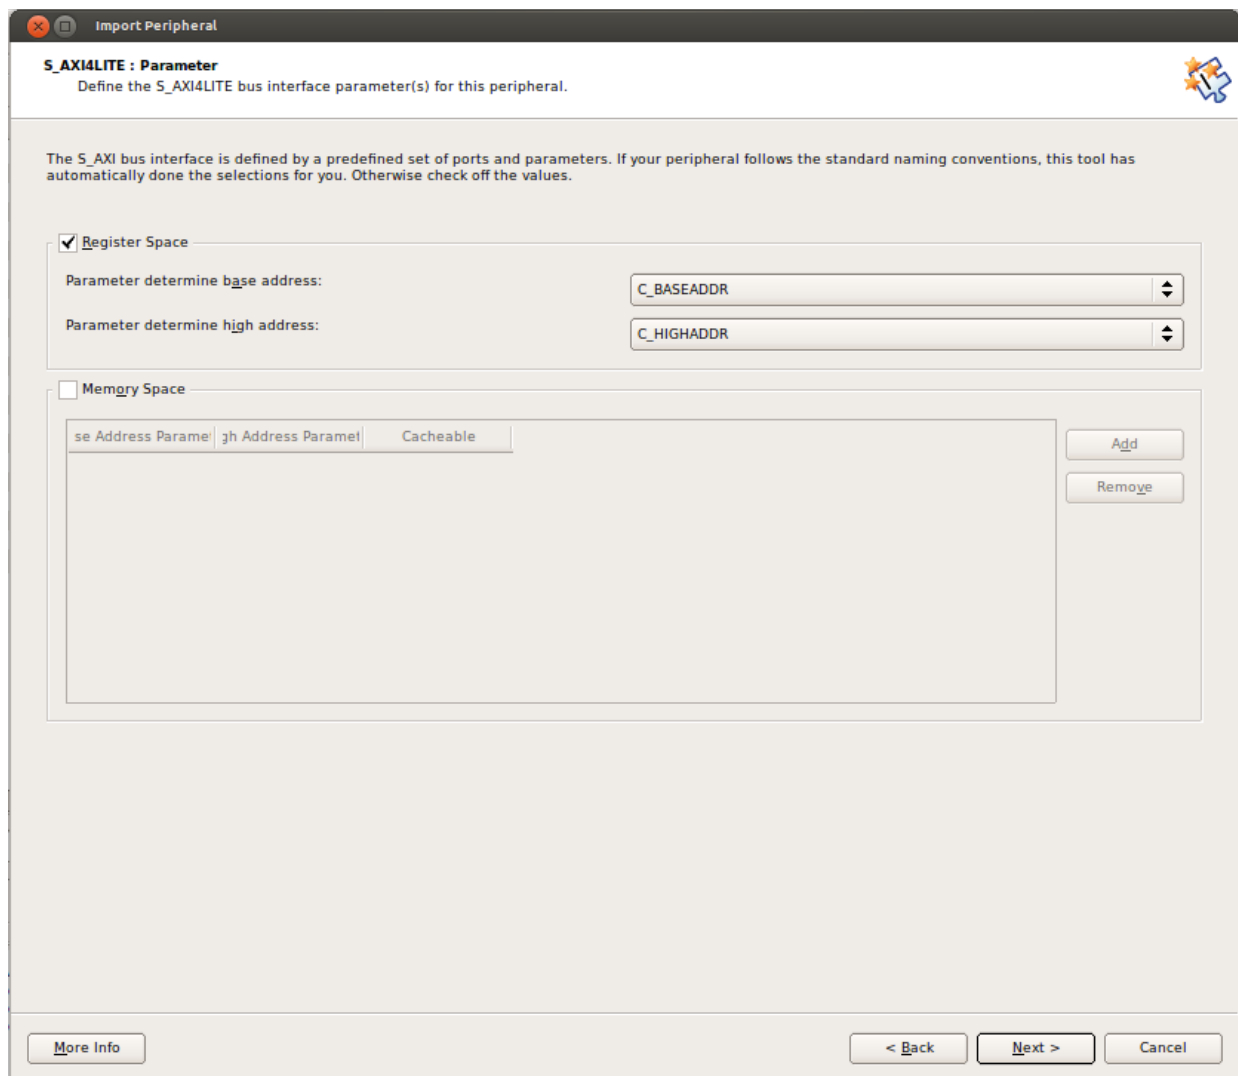 Import Peripheral
S_AXI4LITE : Parameter
Define the S_AXI4LITE bus interface parameter(s) for this peripheral.
The S_AXI bus interface is defined by a predefined set of ports and parameters. If your peripheral follows the standard naming conventions, this tool has
automatically done the selections for you. Otherwise check off the values.
Register Space
Parameter determine base address:
C_BASEADDR
Parameter determine high address:
C_HIGHADDR
Memory Space
se Address Paramet gh Address Paramet Cacheable
Add
Remove
More Info
< Back
Next >
Cancel